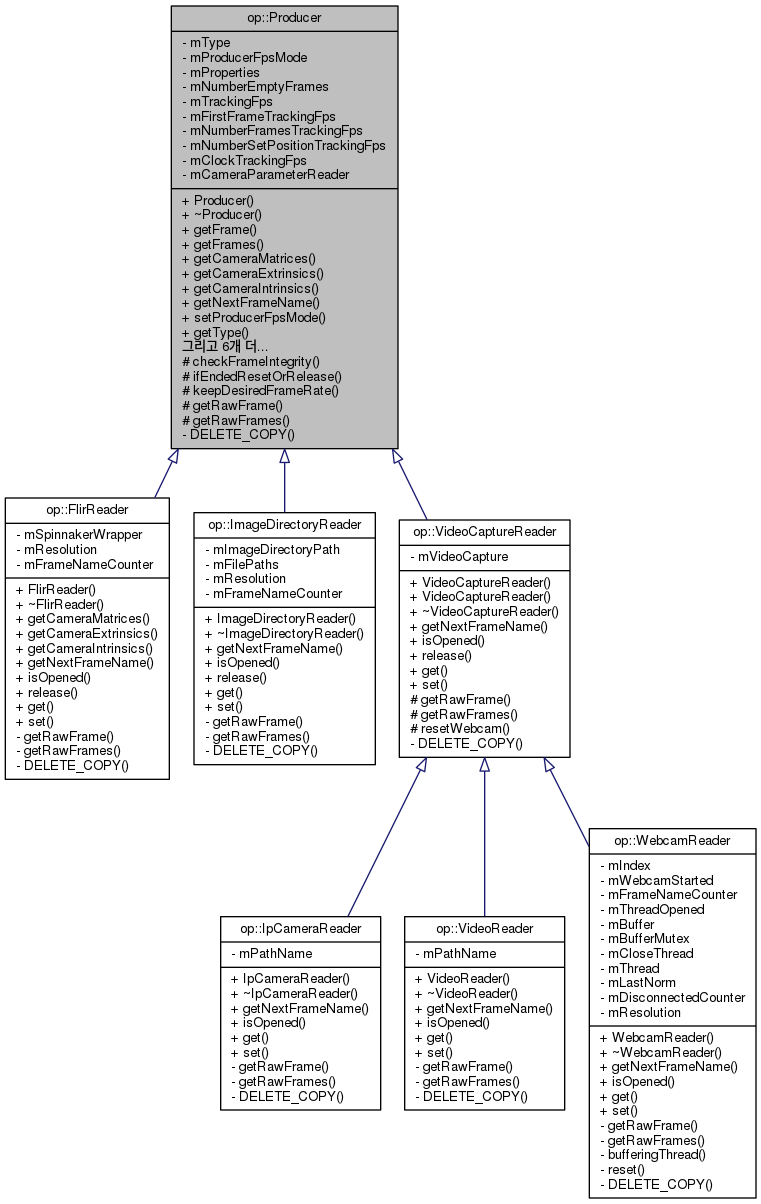 op::Producer
- mType
- mProducerFpsMode
- mProperties
- mNumberEmptyFrames
- mTrackingFps
- mFirstFrameTrackingFps
- mNumberFramesTrackingFps
- mNumberSetPositionTrackingFps
- mClockTrackingFps
- mCameraParameterReader
+ Producer()
+ ~Producer()
+ getFrame()
+ getFrames()
+ getCameraMatrices()
+ getCameraExtrinsics()
+ getCameraIntrinsics()
+ getNextFrameName()
+ setProducerFpsMode()
+ getType()
그리고 6개 더...
# checkFrameIntegrity()
# ifEndedResetOrRelease()
# keepDesiredFrameRate()
# getRawFrame()
# getRawFrames()
- DELETE_COPY()
op::FlirReader
- mSpinnakerWrapper
- mResolution
- mFrameNameCounter
+ FlirReader()
+ ~FlirReader()
+ getCameraMatrices()
+ getCameraExtrinsics()
+ getCameraIntrinsics()
+ getNextFrameName()
+ isOpened()
+ release()
+ get()
+ set()
- getRawFrame()
- getRawFrames()
- DELETE_COPY()
op::ImageDirectoryReader
- mImageDirectoryPath
- mFilePaths
- mResolution
- mFrameNameCounter
+ ImageDirectoryReader()
+ ~ImageDirectoryReader()
+ getNextFrameName()
+ isOpened()
+ release()
+ get()
+ set()
- getRawFrame()
- getRawFrames()
- DELETE_COPY()
op::VideoCaptureReader
- mVideoCapture
+ VideoCaptureReader()
+ VideoCaptureReader()
+ ~VideoCaptureReader()
+ getNextFrameName()
+ isOpened()
+ release()
+ get()
+ set()
# getRawFrame()
# getRawFrames()
# resetWebcam()
- DELETE_COPY()
op::IpCameraReader
- mPathName
+ IpCameraReader()
+ ~IpCameraReader()
+ getNextFrameName()
+ isOpened()
+ get()
+ set()
- getRawFrame()
- getRawFrames()
- DELETE_COPY()
op::VideoReader
- mPathName
+ VideoReader()
+ ~VideoReader()
+ getNextFrameName()
+ isOpened()
+ get()
+ set()
- getRawFrame()
- getRawFrames()
- DELETE_COPY()
op::WebcamReader
- mIndex
- mWebcamStarted
- mFrameNameCounter
- mThreadOpened
- mBuffer
- mBufferMutex
- mCloseThread
- mThread
- mLastNorm
- mDisconnectedCounter
- mResolution
+ WebcamReader()
+ ~WebcamReader()
+ getNextFrameName()
+ isOpened()
+ get()
+ set()
- getRawFrame()
- getRawFrames()
- bufferingThread()
- reset()
- DELETE_COPY()